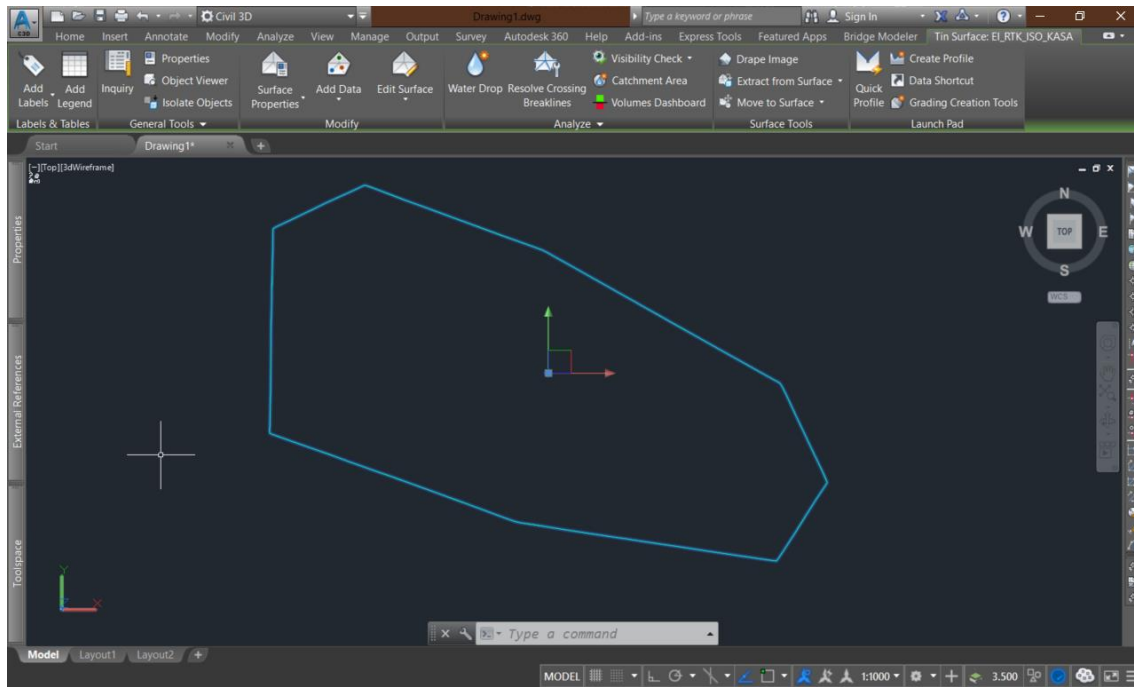 Civil 3D Drawing1.dwg Type a keyword or phrase Sign In
C3D Home Insert Annotate Modify Analyze View Manage Output Survey Autodesk 360 Help Add-ins Express Tools Featured Apps Bridge Modeler Tin Surface: EI_RTK_ISO_KASA
Add Labels
Add Legend
Inquiry
Properties
Object Viewer
Isolate Objects
Surface Properties
Add Data
Edit Surface
Water Drop
Resolve Crossing Breaklines
Visibility Check
Catchment Area
Volumes Dashboard
Drape Image
Extract from Surface
Move to Surface
Quick Profile
Create Profile
Data Shortcut
Grading Creation Tools
Labels & Tables General Tools Modify Analyze Surface Tools Launch Pad
Start Drawing1* +
[−][Top][3dWireframe]
N
W TOP E
S
WCS
Properties
External References
Toolspace
Y
X
Type a command
Model Layout1 Layout2 +
MODEL 1:1000 3.500